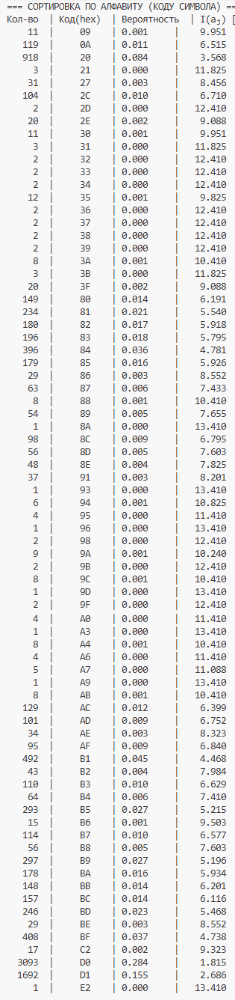 === СОРТИРОВКА ПО АЛФАВИТУ (КОДУ СИМВОЛА) ==
Кол-во | Код(hex) | Вероятность | I(aⱼ) [
11 | 09 | 0.001 | 9.951
119 | 0A | 0.011 | 6.515
918 | 20 | 0.084 | 3.568
3 | 21 | 0.000 | 11.825
31 | 27 | 0.003 | 8.456
104 | 2C | 0.010 | 6.710
2 | 2D | 0.000 | 12.410
20 | 2E | 0.002 | 9.088
11 | 30 | 0.001 | 9.951
3 | 31 | 0.000 | 11.825
2 | 32 | 0.000 | 12.410
2 | 33 | 0.000 | 12.410
2 | 34 | 0.000 | 12.410
12 | 35 | 0.001 | 9.825
2 | 36 | 0.000 | 12.410
2 | 37 | 0.000 | 12.410
2 | 38 | 0.000 | 12.410
2 | 39 | 0.000 | 12.410
8 | 3A | 0.001 | 10.410
3 | 3B | 0.000 | 11.825
20 | 3F | 0.002 | 9.088
149 | 80 | 0.014 | 6.191
234 | 81 | 0.021 | 5.540
180 | 82 | 0.017 | 5.918
196 | 83 | 0.018 | 5.795
396 | 84 | 0.036 | 4.781
179 | 85 | 0.016 | 5.926
29 | 86 | 0.003 | 8.552
63 | 87 | 0.006 | 7.433
8 | 88 | 0.001 | 10.410
54 | 89 | 0.005 | 7.655
1 | 8A | 0.000 | 13.410
98 | 8C | 0.009 | 6.795
56 | 8D | 0.005 | 7.603
48 | 8E | 0.004 | 7.825
37 | 91 | 0.003 | 8.201
1 | 93 | 0.000 | 13.410
6 | 94 | 0.001 | 10.825
4 | 95 | 0.000 | 11.410
1 | 96 | 0.000 | 13.410
2 | 98 | 0.000 | 12.410
9 | 9A | 0.001 | 10.240
2 | 9B | 0.000 | 12.410
8 | 9C | 0.001 | 10.410
1 | 9D | 0.000 | 13.410
2 | 9F | 0.000 | 12.410
4 | A0 | 0.000 | 11.410
1 | A3 | 0.000 | 13.410
8 | A4 | 0.001 | 10.410
4 | A6 | 0.000 | 11.410
5 | A7 | 0.000 | 11.088
1 | A9 | 0.000 | 13.410
8 | AB | 0.001 | 10.410
129 | AC | 0.012 | 6.399
101 | AD | 0.009 | 6.752
34 | AE | 0.003 | 8.323
95 | AF | 0.009 | 6.840
492 | B1 | 0.045 | 4.468
43 | B2 | 0.004 | 7.984
110 | B3 | 0.010 | 6.629
64 | B4 | 0.006 | 7.410
293 | B5 | 0.027 | 5.215
15 | B6 | 0.001 | 9.503
114 | B7 | 0.010 | 6.577
56 | B8 | 0.005 | 7.603
297 | B9 | 0.027 | 5.196
178 | BA | 0.016 | 5.934
148 | BB | 0.014 | 6.201
157 | BC | 0.014 | 6.116
246 | BD | 0.023 | 5.468
29 | BE | 0.003 | 8.552
408 | BF | 0.037 | 4.738
17 | C2 | 0.002 | 9.323
3093 | D0 | 0.284 | 1.815
1692 | D1 | 0.155 | 2.686
1 | E2 | 0.000 | 13.410